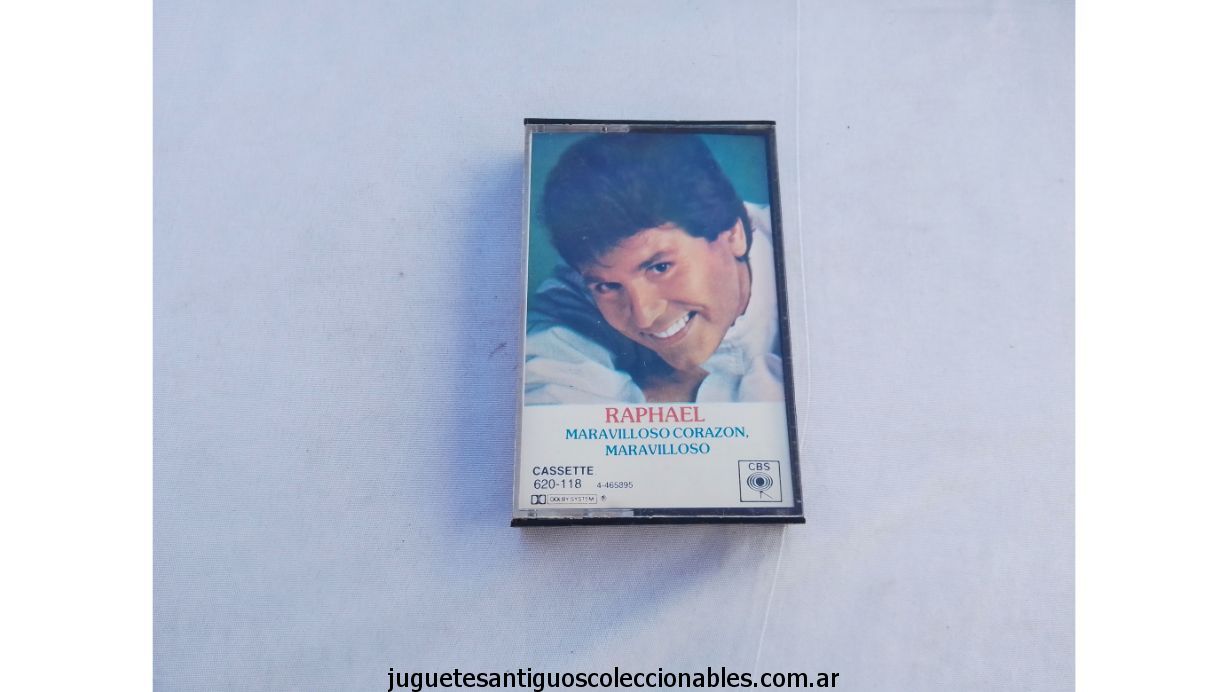 RAPHAEL
MARAVILLOSO CORAZON,
MARAVILLOSO
CASSETTE
620-118 4-465895
DOLBY SYSTEM ®
CBS
juguetesantiguoscoleccionables.com.ar